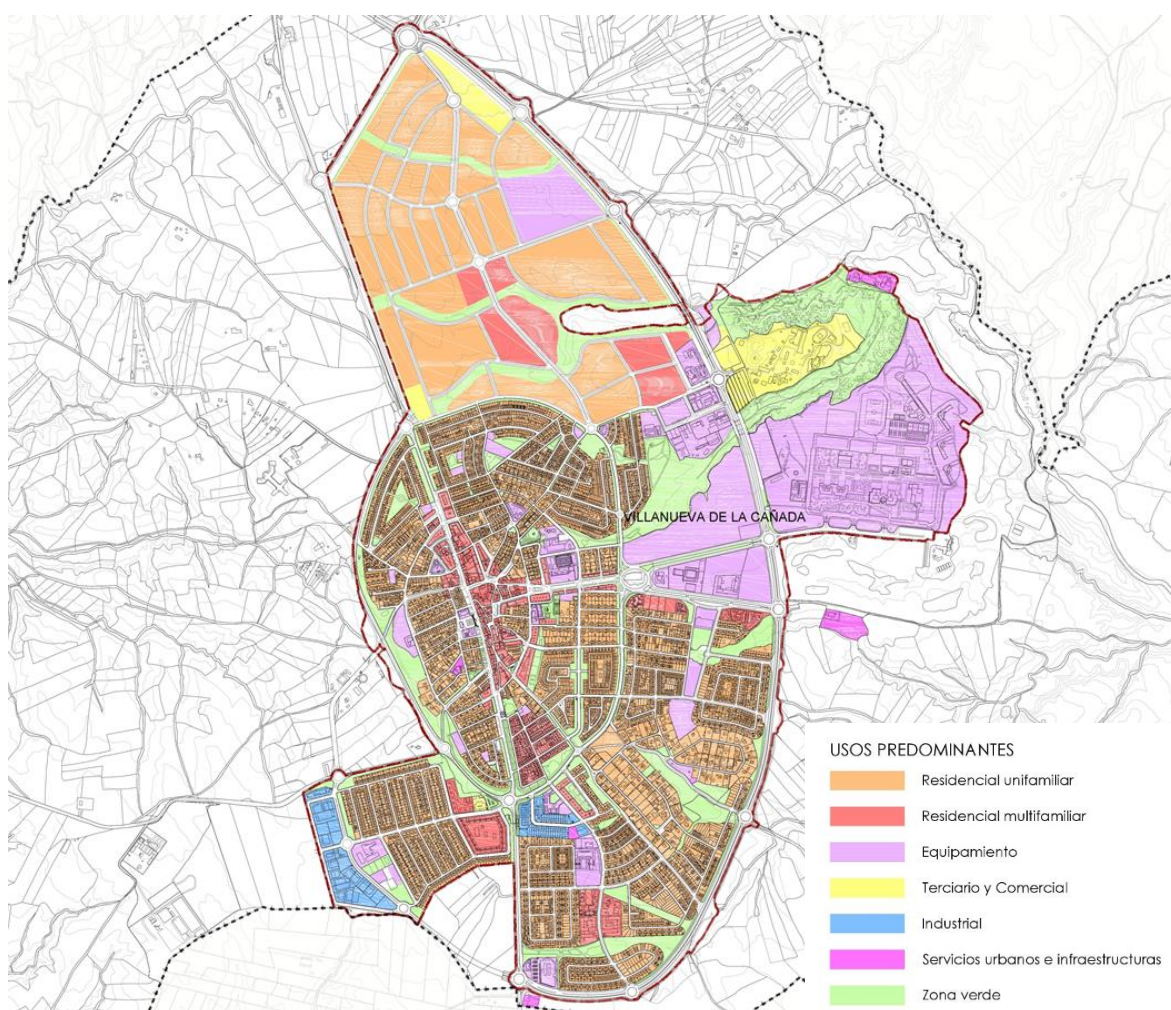 VILLANUEVA DE LA CAÑADA
USOS PREDOMINANTES
Residencial unifamiliar
Residencial multifamiliar
Equipamiento
Terciario y Comercial
Industrial
Servicios urbanos e infraestructuras
Zona verde